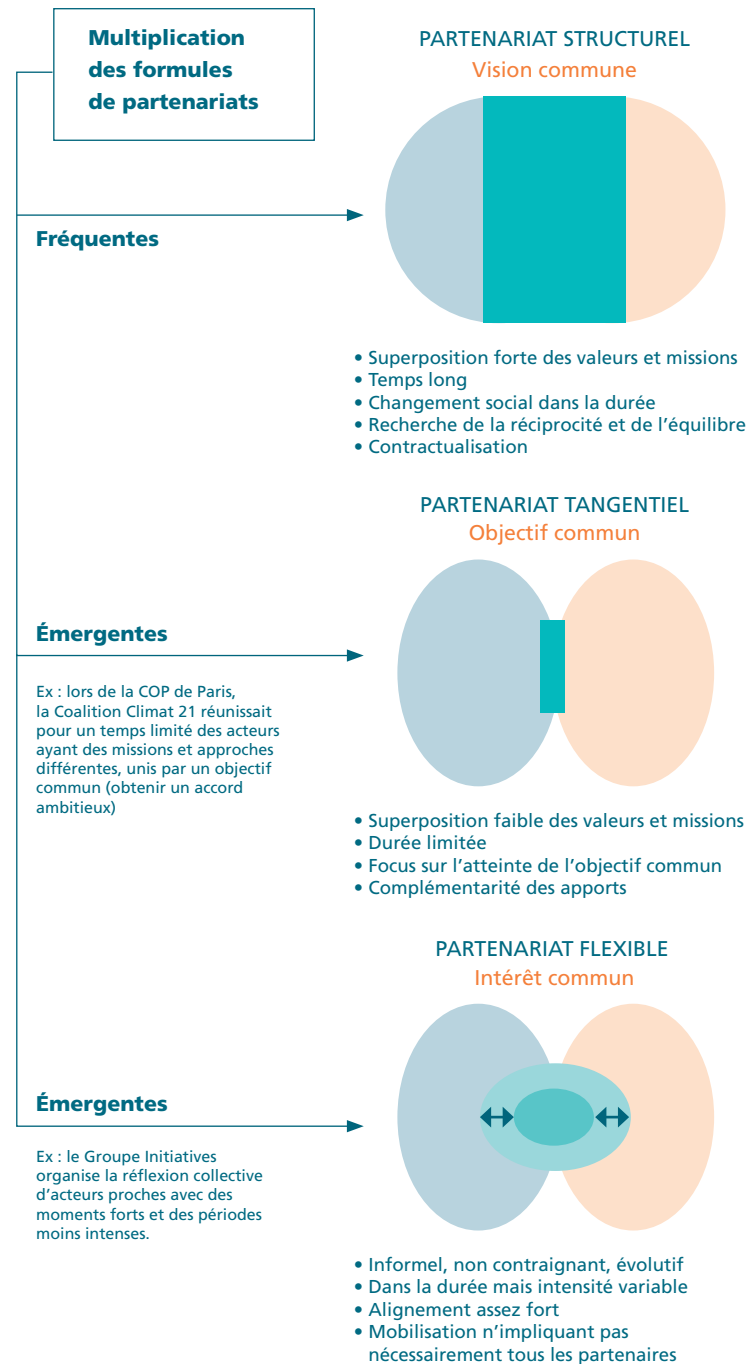 Multiplication
des formules
de partenariats
PARTENARIAT STRUCTUREL
Vision commune
Fréquentes
• Superposition forte des valeurs et missions
• Temps long
• Changement social dans la durée
• Recherche de la réciprocité et de l’équilibre
• Contractualisation
PARTENARIAT TANGENTIEL
Objectif commun
Émergentes
Ex : lors de la COP de Paris,
la Coalition Climat 21 réunissait
pour un temps limité des acteurs
ayant des missions et approches
différentes, unis par un objectif
commun (obtenir un accord
ambitieux)
• Superposition faible des valeurs et missions
• Durée limitée
• Focus sur l’atteinte de l’objectif commun
• Complémentarité des apports
PARTENARIAT FLEXIBLE
Intérêt commun
Émergentes
Ex : le Groupe Initiatives
organise la réflexion collective
d’acteurs proches avec des
moments forts et des périodes
moins intenses.
• Informel, non contraignant, évolutif
• Dans la durée mais intensité variable
• Alignement assez fort
• Mobilisation n’impliquant pas
nécessairement tous les partenaires